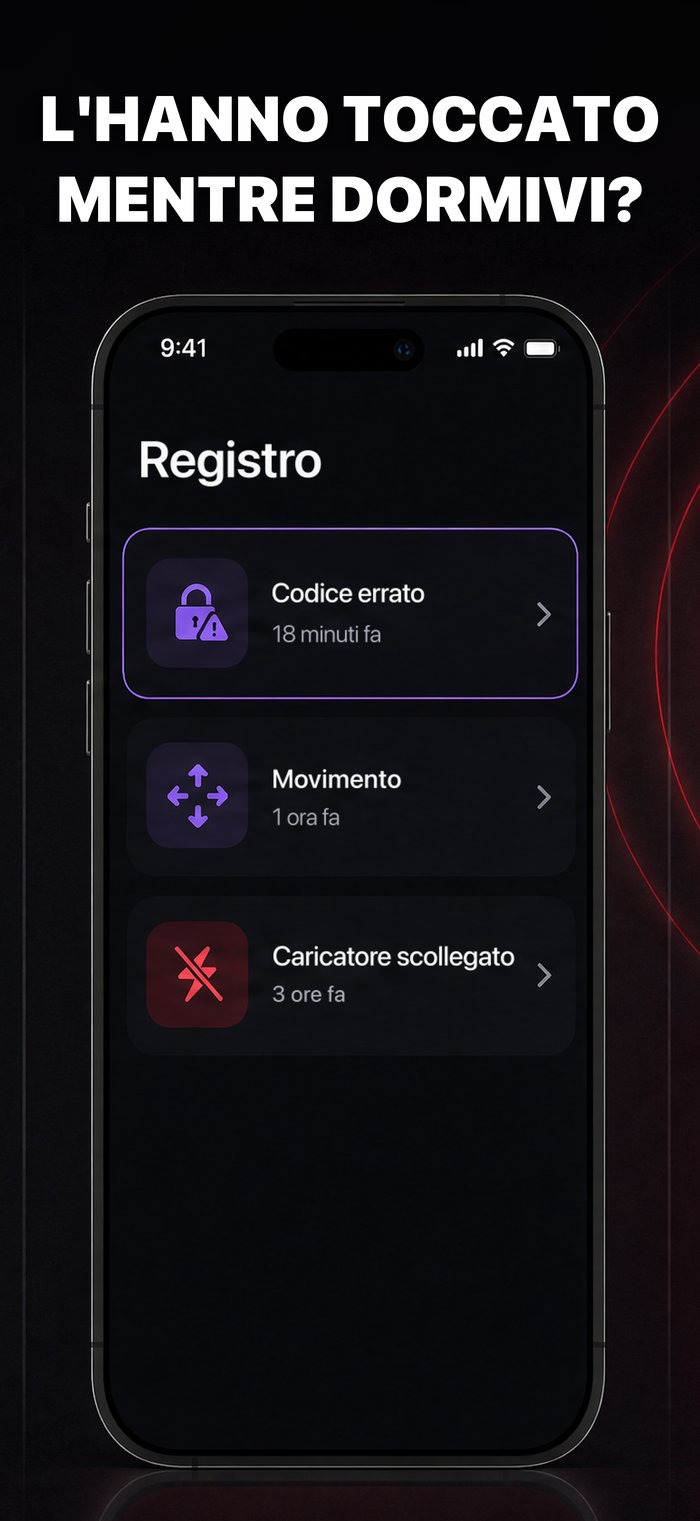 L'HANNO TOCCATO
MENTRE DORMIVI?
9:41
Registro
Codice errato
18 minuti fa
Movimento
1 ora fa
Caricatore scollegato
3 ore fa